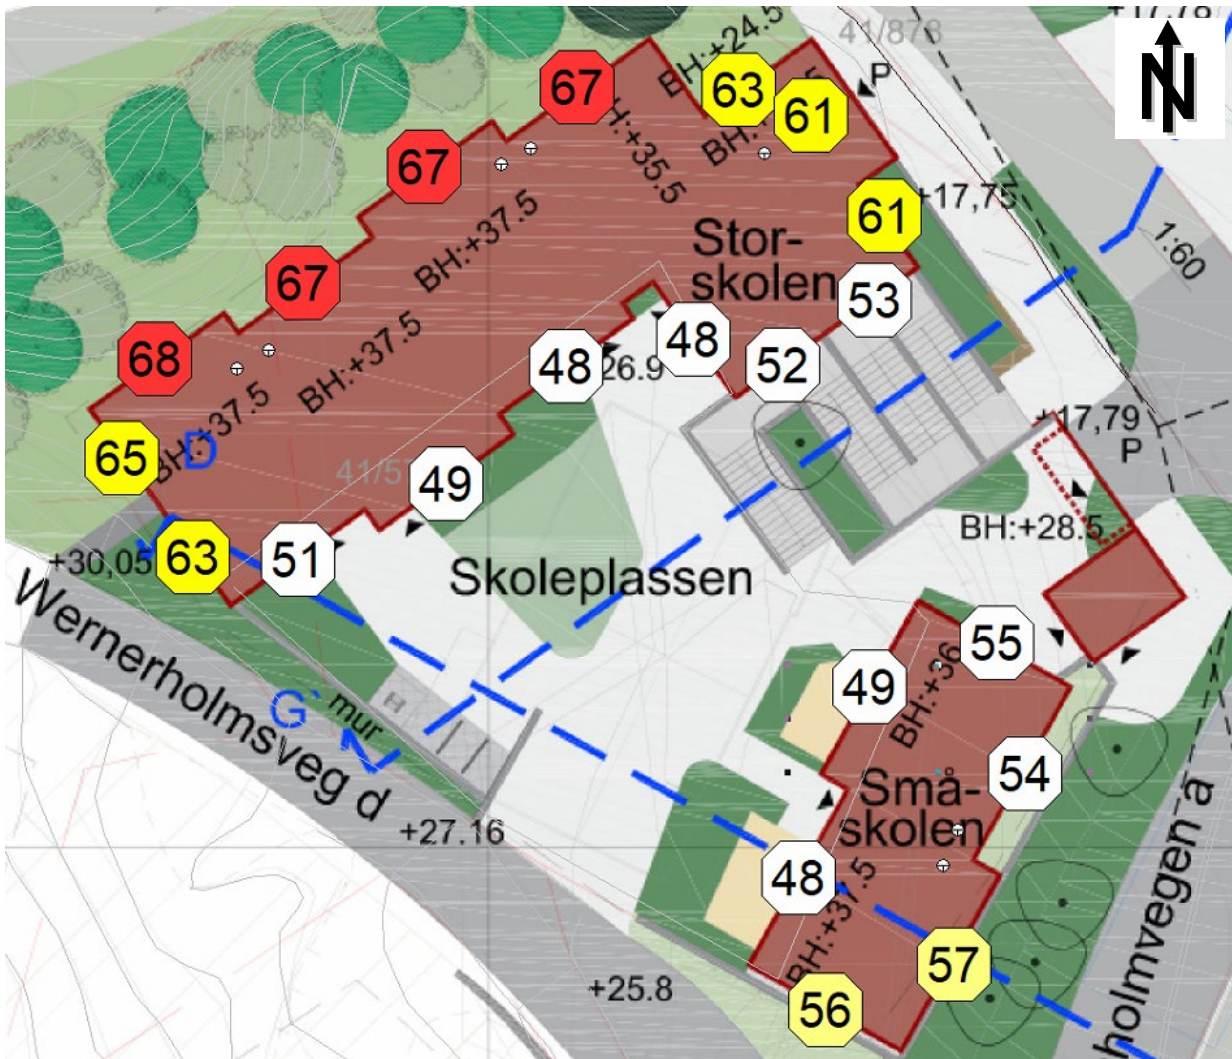 +17,78
41/878
BH:+24.5
P
67
63
61
N
BH:+35.5
67
+17,75
61
1:60
BH:+37.5
Stor-
skolen
67
53
68
48
48
26.9
52
BH:+37.5
BH:+37.5
+17,79
P
65
D
49
BH:+28.5
+30,05
63
51
Skoleplassen
Wernerholmsveg d
55
49
BH:+36
G`
mur
H
54
Små-
skolen
+27.16
48
BH:+37.5
57
+25.8
56
holmvegen a